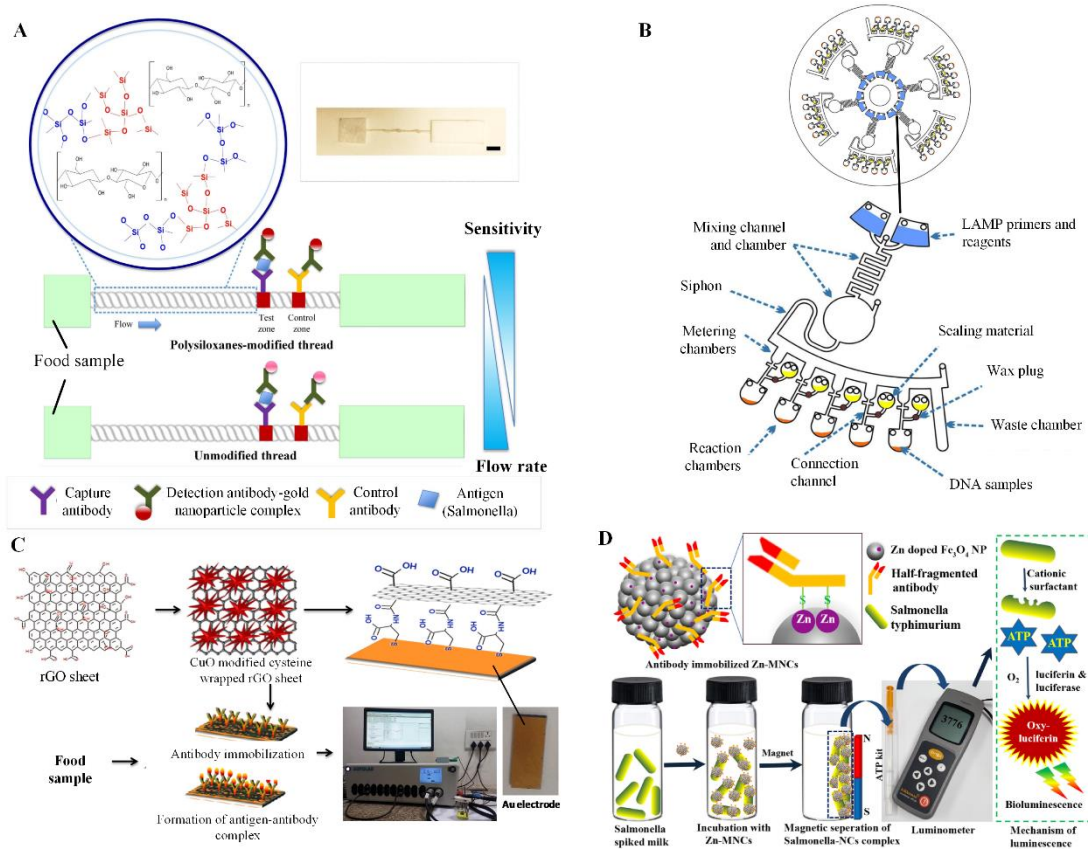 A
Sensitivity
Flow
Test
zone
Control
zone
Polysiloxanes-modified thread
Food sample
Unmodified thread
Flow rate
Capture
antibody
Detection antibody-gold
nanoparticle complex
Control
antibody
Antigen
(Salmonella)
B
Mixing channel
and chamber
LAMP primers and
reagents
Siphon
Metering
chambers
Sealing material
Wax plug
Waste chamber
Reaction
chambers
Connection
channel
DNA samples
C
rGO sheet
CuO modified cysteine
wrapped rGO sheet
Antibody immobilization
Food
sample
Formation of antigen-antibody
complex
Au electrode
D
Zn doped Fe3O4 NP
Half-fragmented
antibody
Salmonella
typhimurium
S S
Zn Zn
Antibody immobilized Zn-MNCs
Magnet
N
S
ATP kit
3776
Salmonella
spiked milk
Incubation with
Zn-MNCs
Magnetic seperation of
Salmonella-NCs complex
Luminometer
Cationic
surfactant
ATP ATP
O2
luciferin &
luciferase
Oxy-
luciferin
Bioluminescence
Mechanism of
luminescence